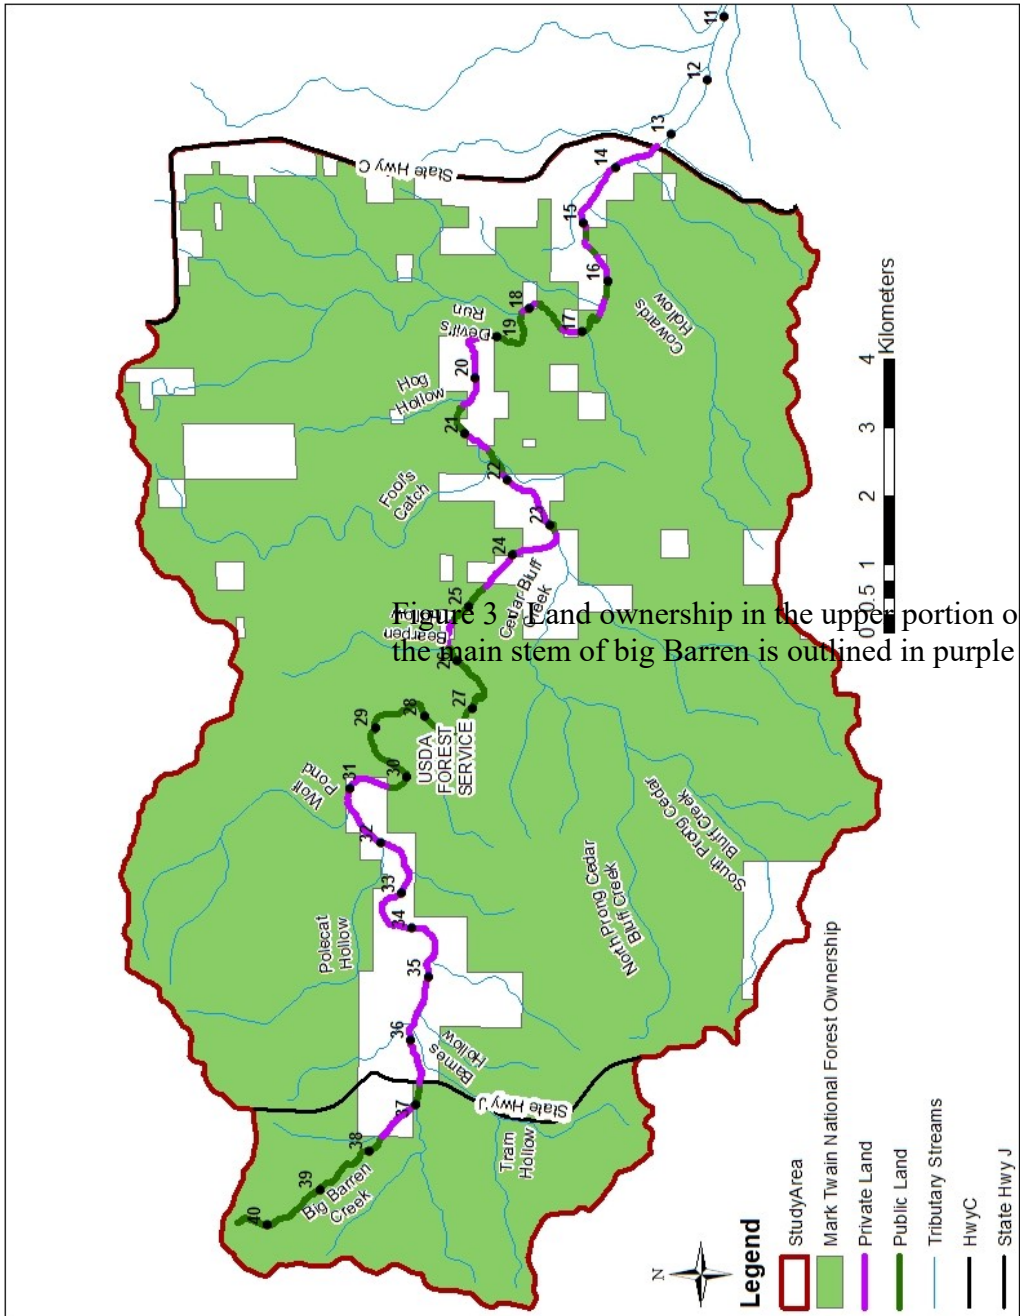 11
12
13
14
State Hwy C
15
16
Cowards
Hollow
17
18
19
Devil's
Run
20
Hog
Hollow
21
22
Fool's
Catch
23
24
Cedar Bluff
Creek
25
Bearpen
Hollow
27
28
29
USDA
FOREST
SERVICE
30
31
Wolf
Pond
32
33
34
Polecat
Hollow
35
36
Barnes
Hollow
North Prong Cedar
Bluff Creek
South Prong Cedar
Bluff Creek
37
State Hwy J
Tram
Hollow
38
39
Big Barren
Creek
40
0.5 1 2 3 4
Kilometers
Figure 3
Land ownership in the upper portion o
the main stem of big Barren is outlined in purple
N
Legend
StudyArea
Mark Twain National Forest Ownership
Private Land
Public Land
Tributary Streams
HwyC
State Hwy J